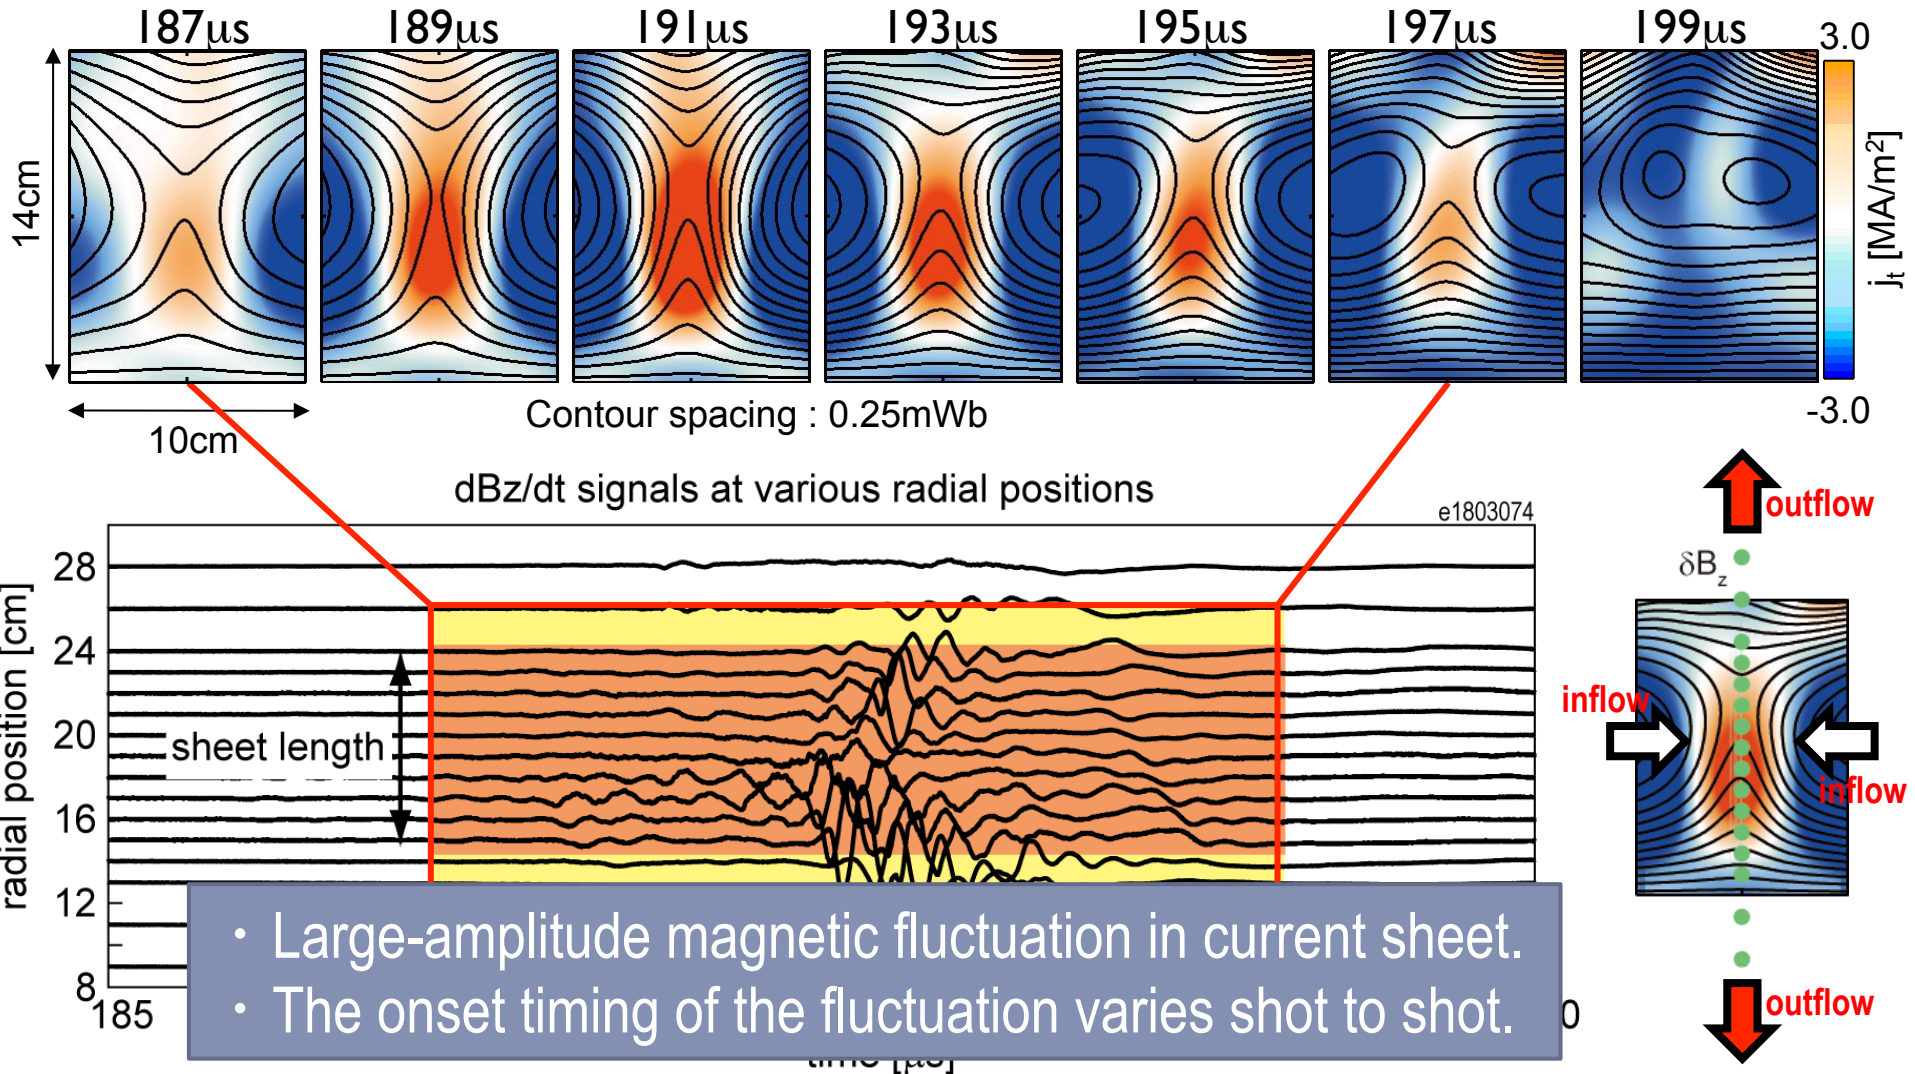 187μs 189μs 191μs 193μs 195μs 197μs 199μs
3.0
14cm
jt [MA/m²]
-3.0
10cm
Contour spacing : 0.25mWb
dBz/dt signals at various radial positions
e1803074
outflow
δBz
28
24
20
16
12
8
radial position [cm]
sheet length
inflow
inflow
・Large-amplitude magnetic fluctuation in current sheet.
・The onset timing of the fluctuation varies shot to shot.
outflow
185
0
time [μs]